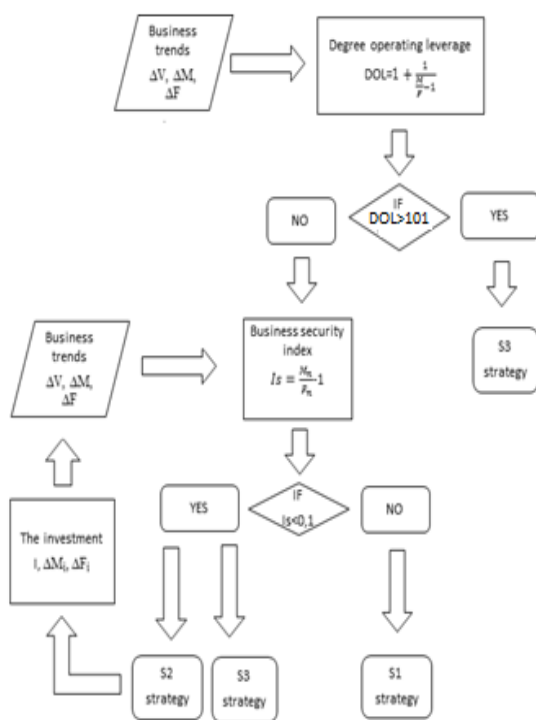 Business
trends
ΔV, ΔM,
ΔF
Degree operating leverage
DOL=1 + 1/(M/F −1)
IF
DOL>101
NO
YES
Business
trends
ΔV, ΔM,
ΔF
Business security
index
Is = Mn/Fn -1
S3
strategy
YES
IF
Is<0,1
NO
The investment
I, ΔMi, ΔFi
S2
strategy
S3
strategy
S1
strategy